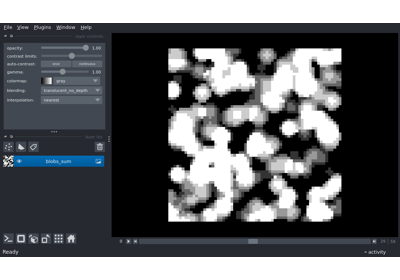 File View Plugins Window Help
opacity: 1.00
contrast limits:
auto-contrast: once continuous
gamma: 1.00
colormap: gray
blending: translucent_no_depth
interpolation: nearest
blobs_sum
Ready activity